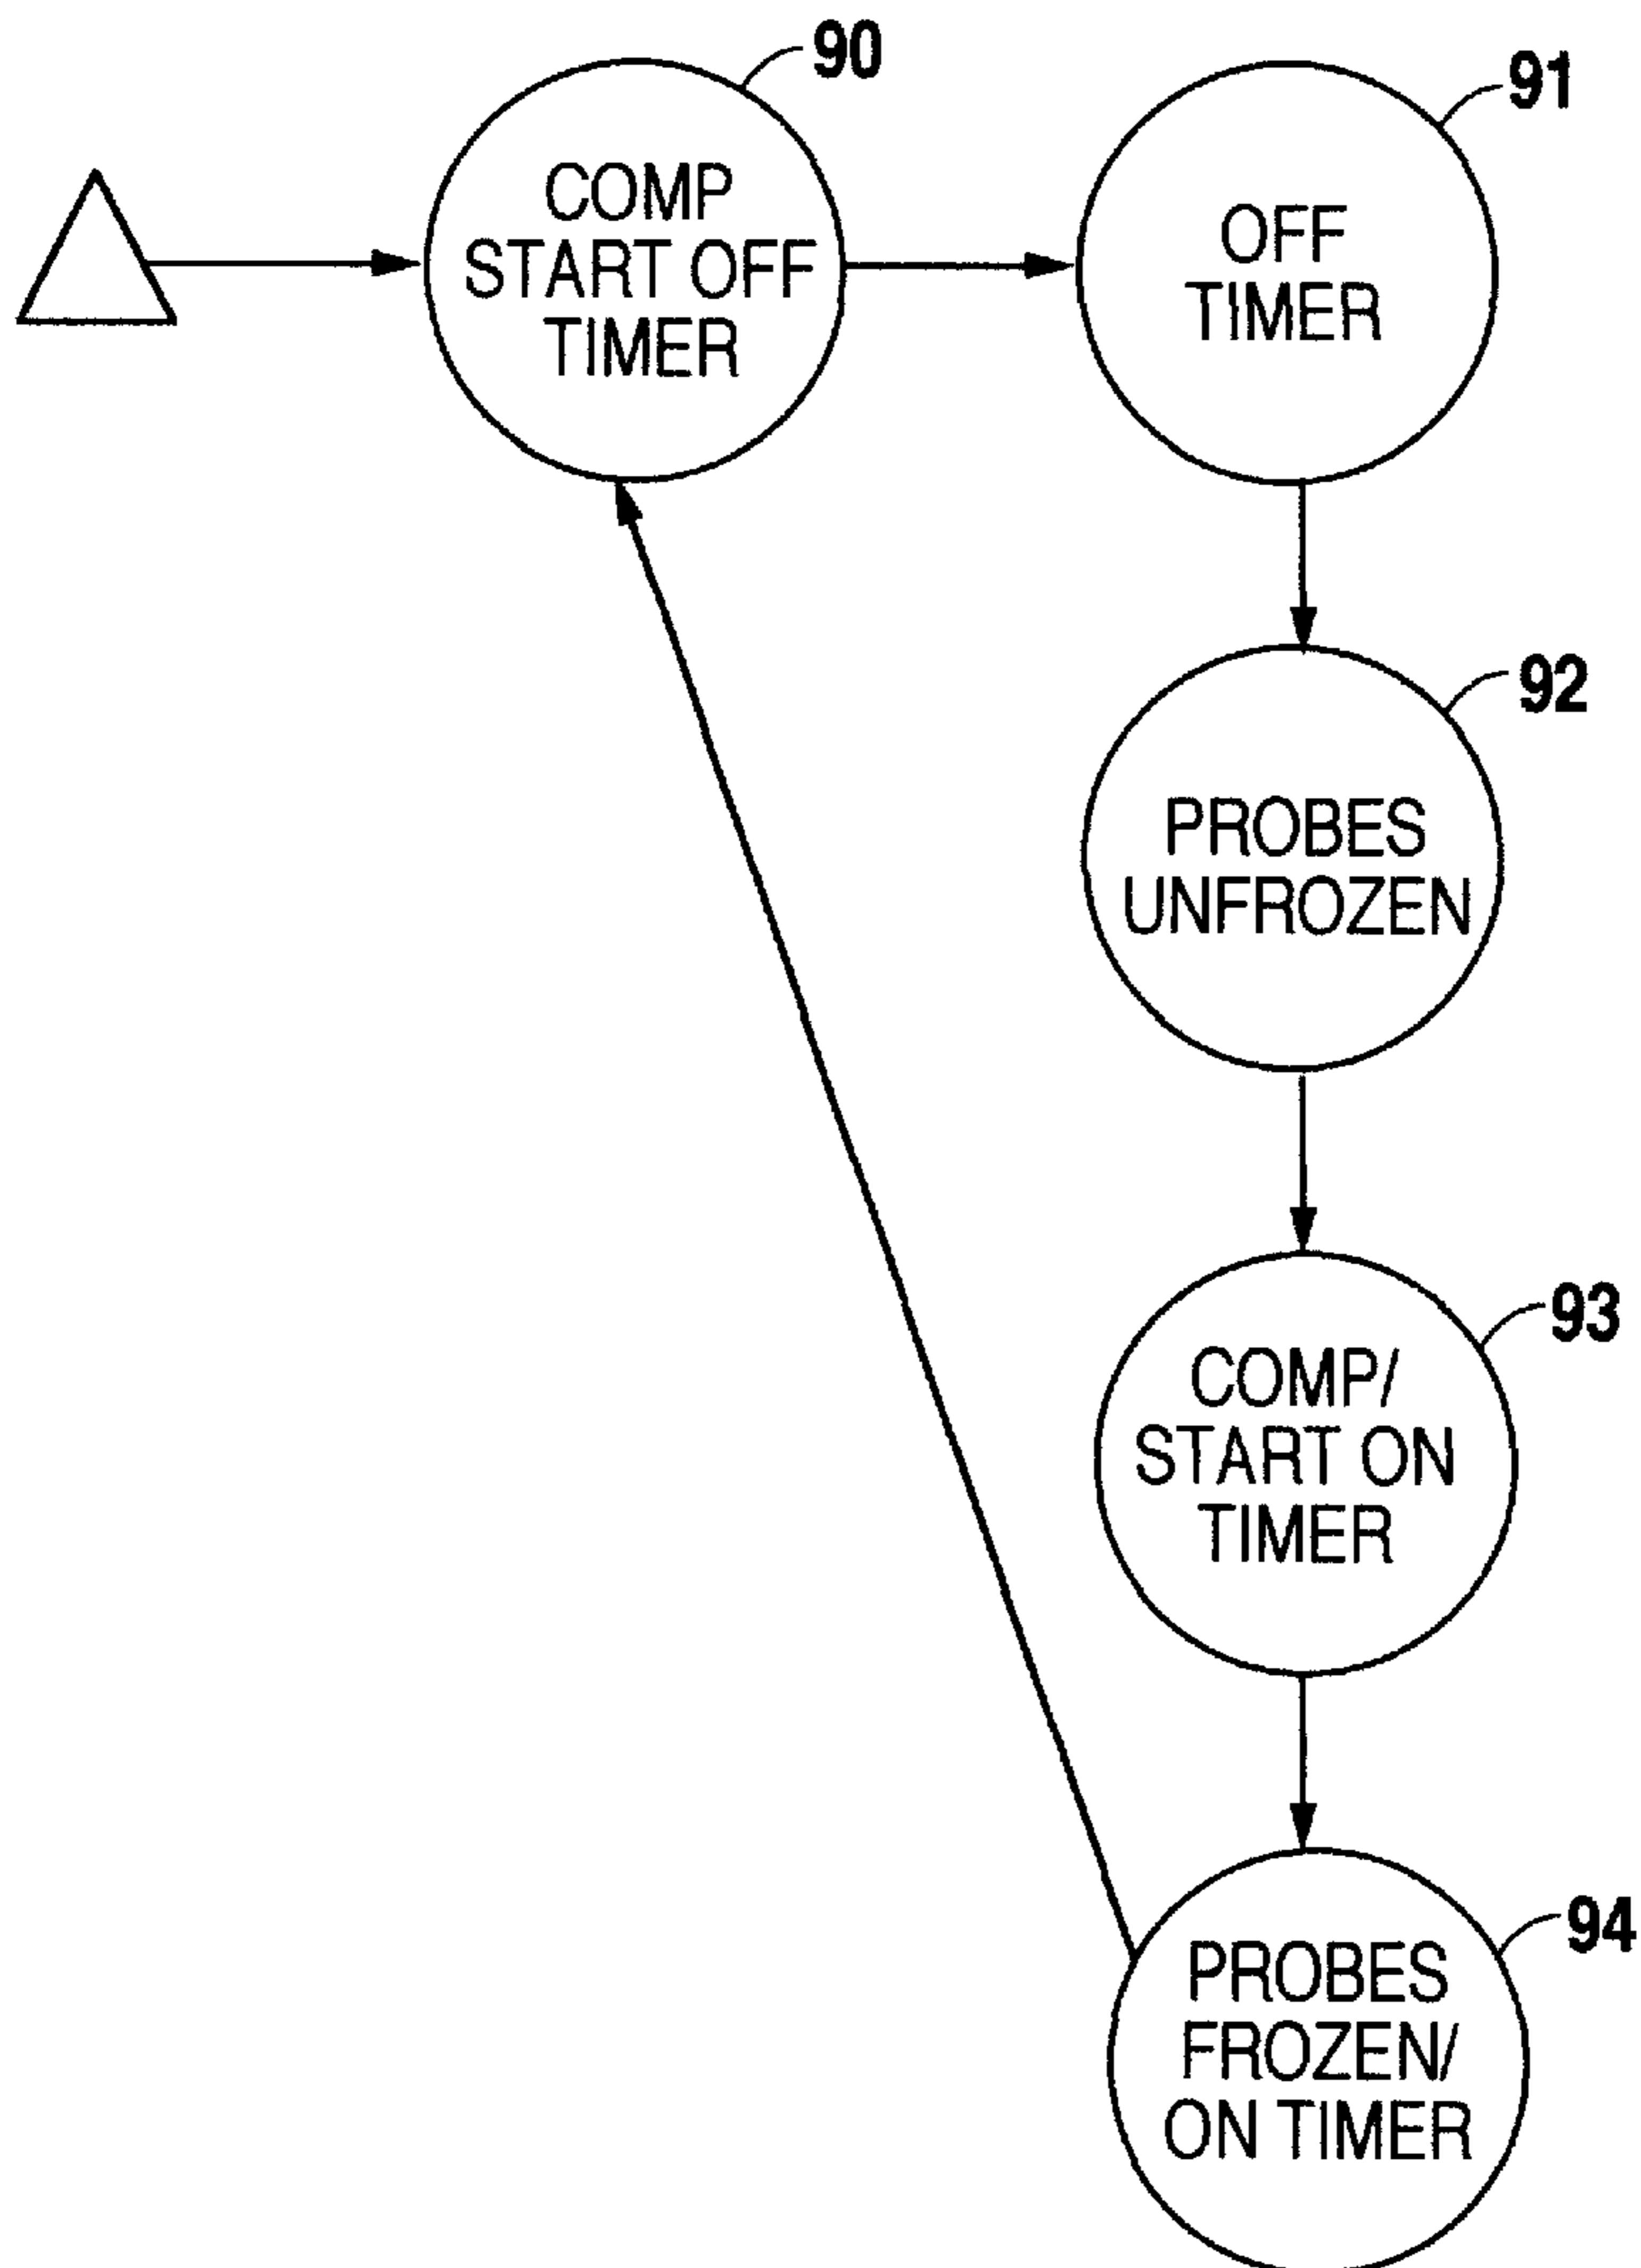 90
COMP
START OFF
TIMER
91
OFF
TIMER
92
PROBES
UNFROZEN
93
COMP/
START ON
TIMER
94
PROBES
FROZEN/
ON TIMER